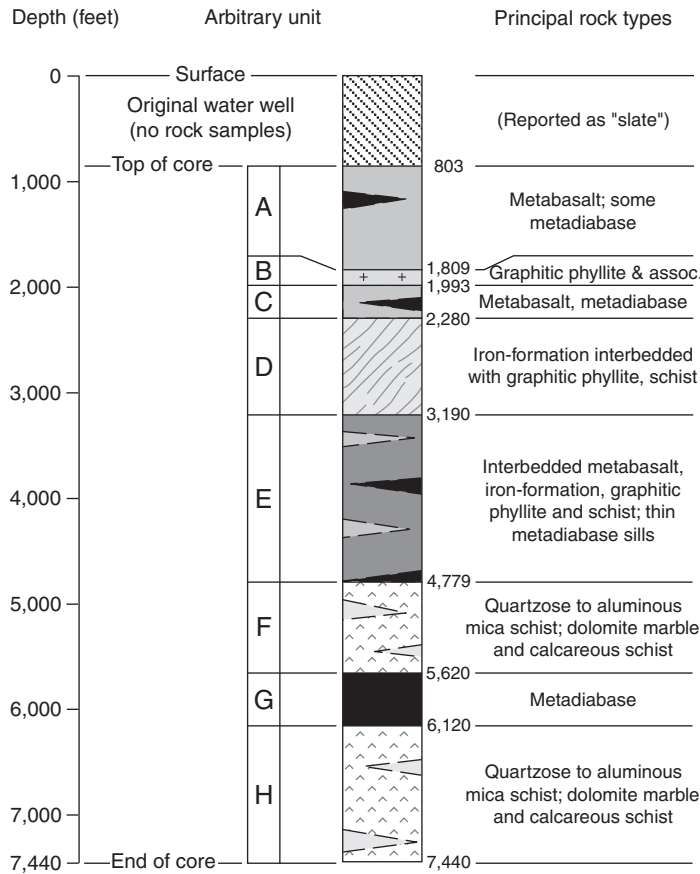 Depth (feet)
Arbitrary unit
Principal rock types
0
Surface
Original water well
(no rock samples)
(Reported as "slate")
Top of core
803
1,000
A
Metabasalt; some
metadiabase
B
1,809
Graphitic phyllite & assoc.
1,993
2,000
C
Metabasalt, metadiabase
2,280
D
Iron-formation interbedded
with graphitic phyllite, schist
3,000
3,190
E
Interbedded metabasalt,
iron-formation, graphitic
phyllite and schist; thin
metadiabase sills
4,000
4,779
5,000
F
Quartzose to aluminous
mica schist; dolomite marble
and calcareous schist
5,620
G
Metadiabase
6,000
6,120
H
Quartzose to aluminous
mica schist; dolomite marble
and calcareous schist
7,000
7,440
End of core
7,440